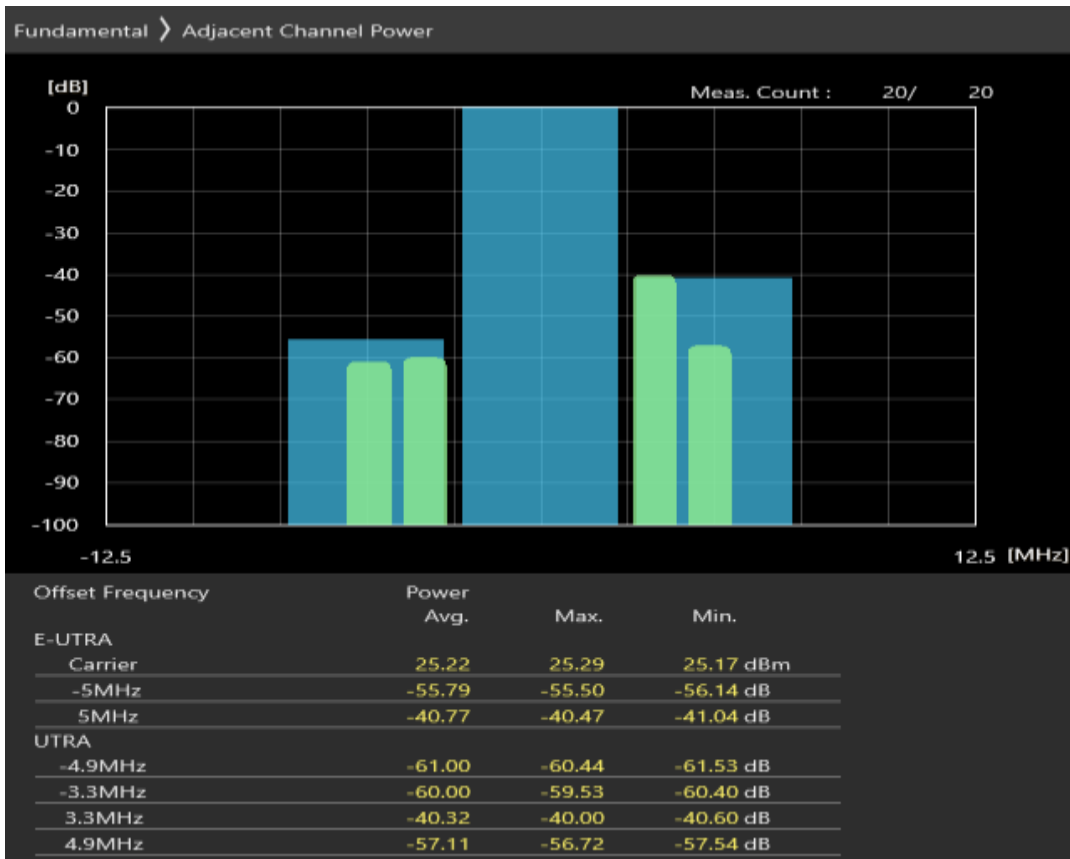 Fundamental 〉 Adjacent Channel Power
[dB]
Meas. Count : 20/ 20
0
-10
-20
-30
-40
-50
-60
-70
-80
-90
-100
-12.5 12.5 [MHz]
Offset Frequency Power
Avg. Max. Min.
E-UTRA
Carrier 25.22 25.29 25.17 dBm
-5MHz -55.79 -55.50 -56.14 dB
5MHz -40.77 -40.47 -41.04 dB
UTRA
-4.9MHz -61.00 -60.44 -61.53 dB
-3.3MHz -60.00 -59.53 -60.40 dB
3.3MHz -40.32 -40.00 -40.60 dB
4.9MHz -57.11 -56.72 -57.54 dB